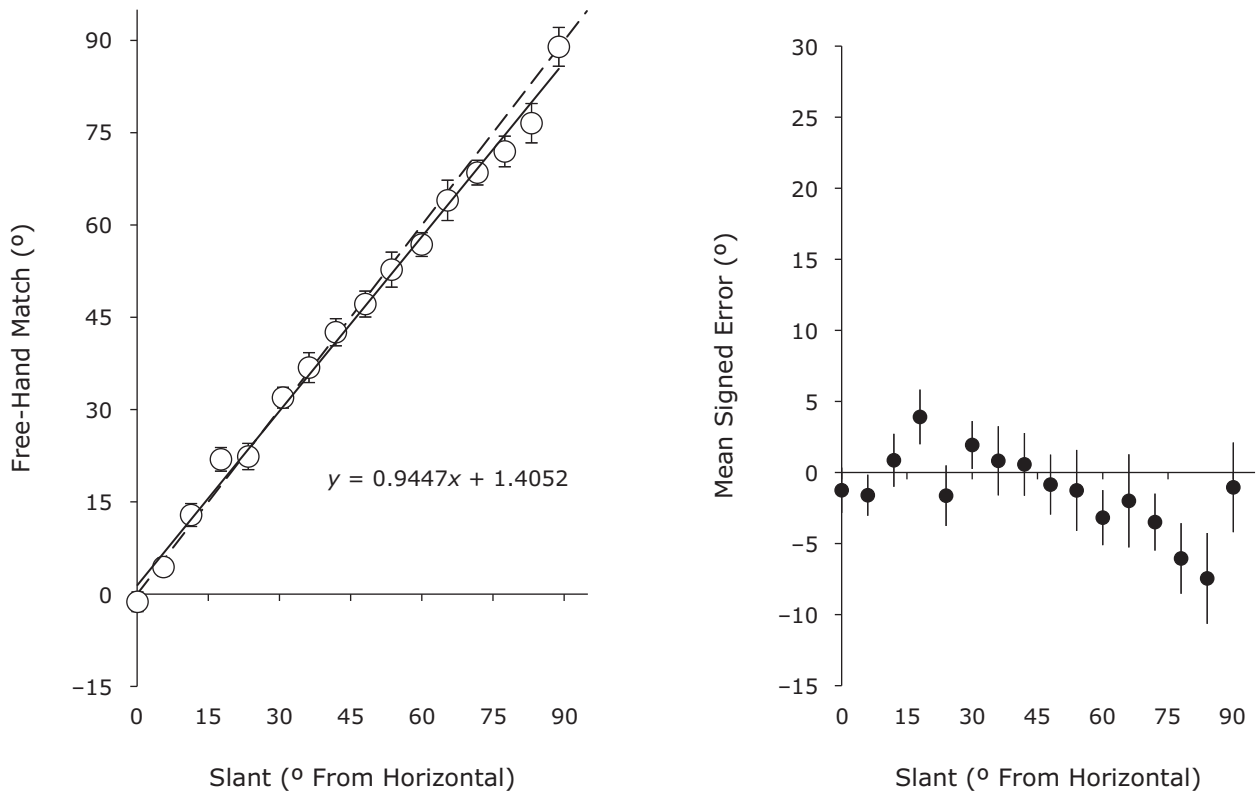 Free-Hand Match (º)
90
75
60
45
30
15
0
–15
y = 0.9447x + 1.4052
0 15 30 45 60 75 90
Slant (º From Horizontal)
Mean Signed Error (º)
30
25
20
15
10
5
0
–5
–10
–15
0 15 30 45 60 75 90
Slant (º From Horizontal)